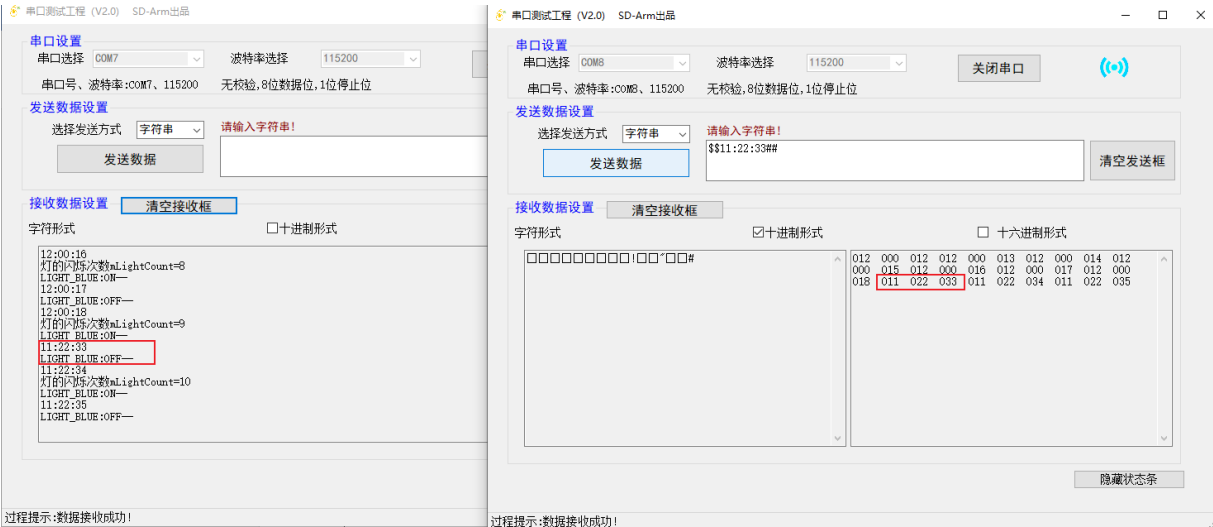 串口测试工程 (V2.0) SD-Arm出品
串口设置
串口选择 COM7 波特率选择 115200
串口号、波特率:COM7、115200 无校验,8位数据位,1位停止位
发送数据设置
选择发送方式 字符串 请输入字符串!
发送数据
接收数据设置 清空接收框
字符形式 十进制形式
12:00:16
灯的闪烁次数mLightCount=8
LIGHT_BLUE:ON--
12:00:17
LIGHT_BLUE:OFF--
12:00:18
灯的闪烁次数mLightCount=9
LIGHT_BLUE:ON--
11:22:33
LIGHT_BLUE:OFF--
11:22:34
灯的闪烁次数mLightCount=10
LIGHT_BLUE:ON--
11:22:35
LIGHT_BLUE:OFF--
过程提示:数据接收成功!
串口测试工程 (V2.0) SD-Arm出品
串口设置
串口选择 COM8 波特率选择 115200 关闭串口
串口号、波特率:COM8、115200 无校验,8位数据位,1位停止位
发送数据设置
选择发送方式 字符串 请输入字符串!
发送数据 $$11:22:33## 清空发送框
接收数据设置 清空接收框
字符形式 十进制形式 十六进制形式
□□□□□□□□□!□□"□□#
012 000 012 012 000 013 012 000 014 012
000 015 012 000 016 012 000 017 012 000
018 011 022 033 011 022 034 011 022 035
隐藏状态条
过程提示:数据接收成功!